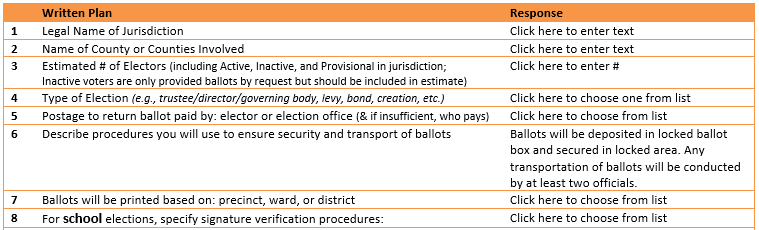 Written Plan Response
1 Legal Name of Jurisdiction Click here to enter text
2 Name of County or Counties Involved Click here to enter text
3 Estimated # of Electors (including Active, Inactive, and Provisional in jurisdiction; Click here to enter #
Inactive voters are only provided ballots by request but should be included in estimate)
4 Type of Election (e.g., trustee/director/governing body, levy, bond, creation, etc.) Click here to choose one from list
5 Postage to return ballot paid by: elector or election office (& if insufficient, who pays) Click here to choose from list
6 Describe procedures you will use to ensure security and transport of ballots Ballots will be deposited in locked ballot
box and secured in locked area. Any
transportation of ballots will be conducted
by at least two officials.
7 Ballots will be printed based on: precinct, ward, or district Click here to choose from list
8 For school elections, specify signature verification procedures: Click here to choose from list